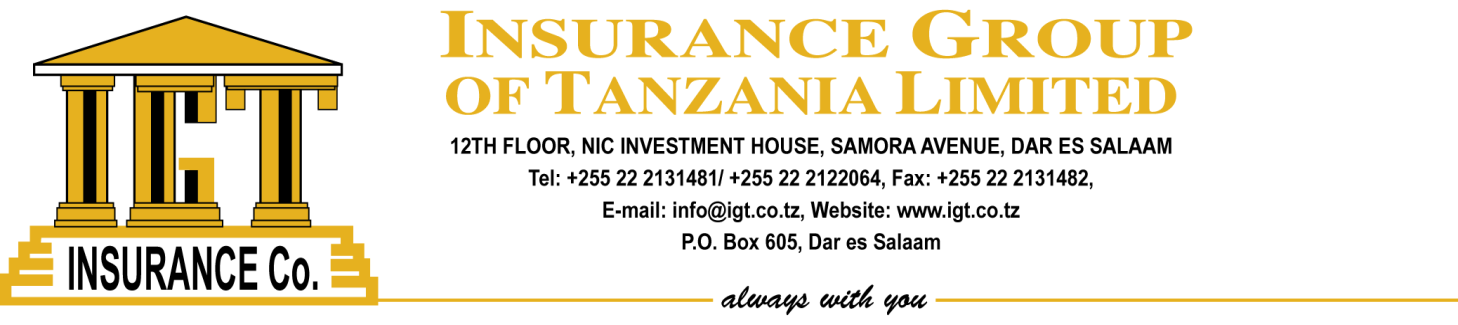 IGT
INSURANCE Co.
INSURANCE GROUP
OF TANZANIA LIMITED
12TH FLOOR, NIC INVESTMENT HOUSE, SAMORA AVENUE, DAR ES SALAAM
Tel: +255 22 2131481/ +255 22 2122064, Fax: +255 22 2131482,
E-mail: info@igt.co.tz, Website: www.igt.co.tz
P.O. Box 605, Dar es Salaam
always with you